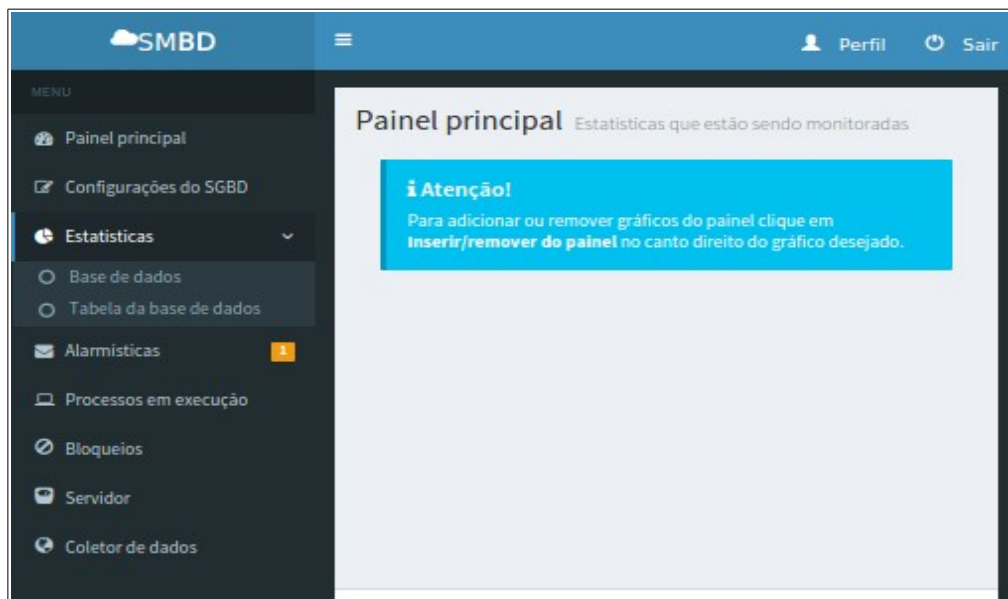 SMBD
Perfil
Sair
MENU
Painel principal
Configurações do SGBD
Estatisticas
Base de dados
Tabela da base de dados
Alarmisticas
1
Processos em execução
Bloqueios
Servidor
Coletor de dados
Painel principal Estatisticas que estão sendo monitoradas
Atenção!
Para adicionar ou remover gráficos do painel clique em
Inserir/remover do painel no canto direito do gráfico desejado.